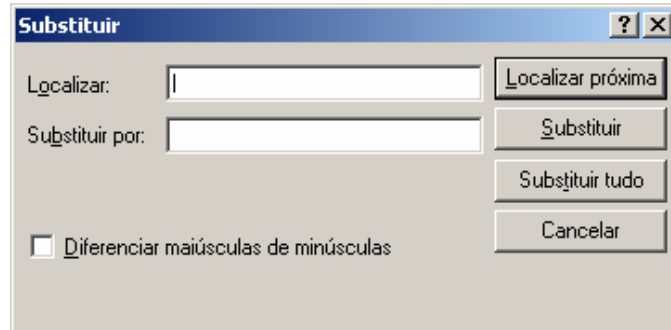 Substituir
Localizar:
Localizar próxima
Substituir por:
Substituir
Substituir tudo
Cancelar
Diferenciar maiúsculas de minúsculas